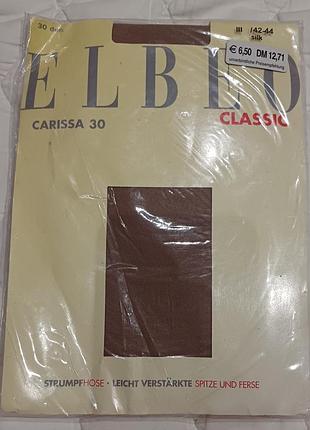 30 den
III /42-44
silk
€ 6,50 DM 12,71
unverbindliche Preisempfehlung
ELBEO
CARISSA 30
CLASSIC
STRUMPFHOSE · LEICHT VERSTÄRKTE SPITZE UND FERSE